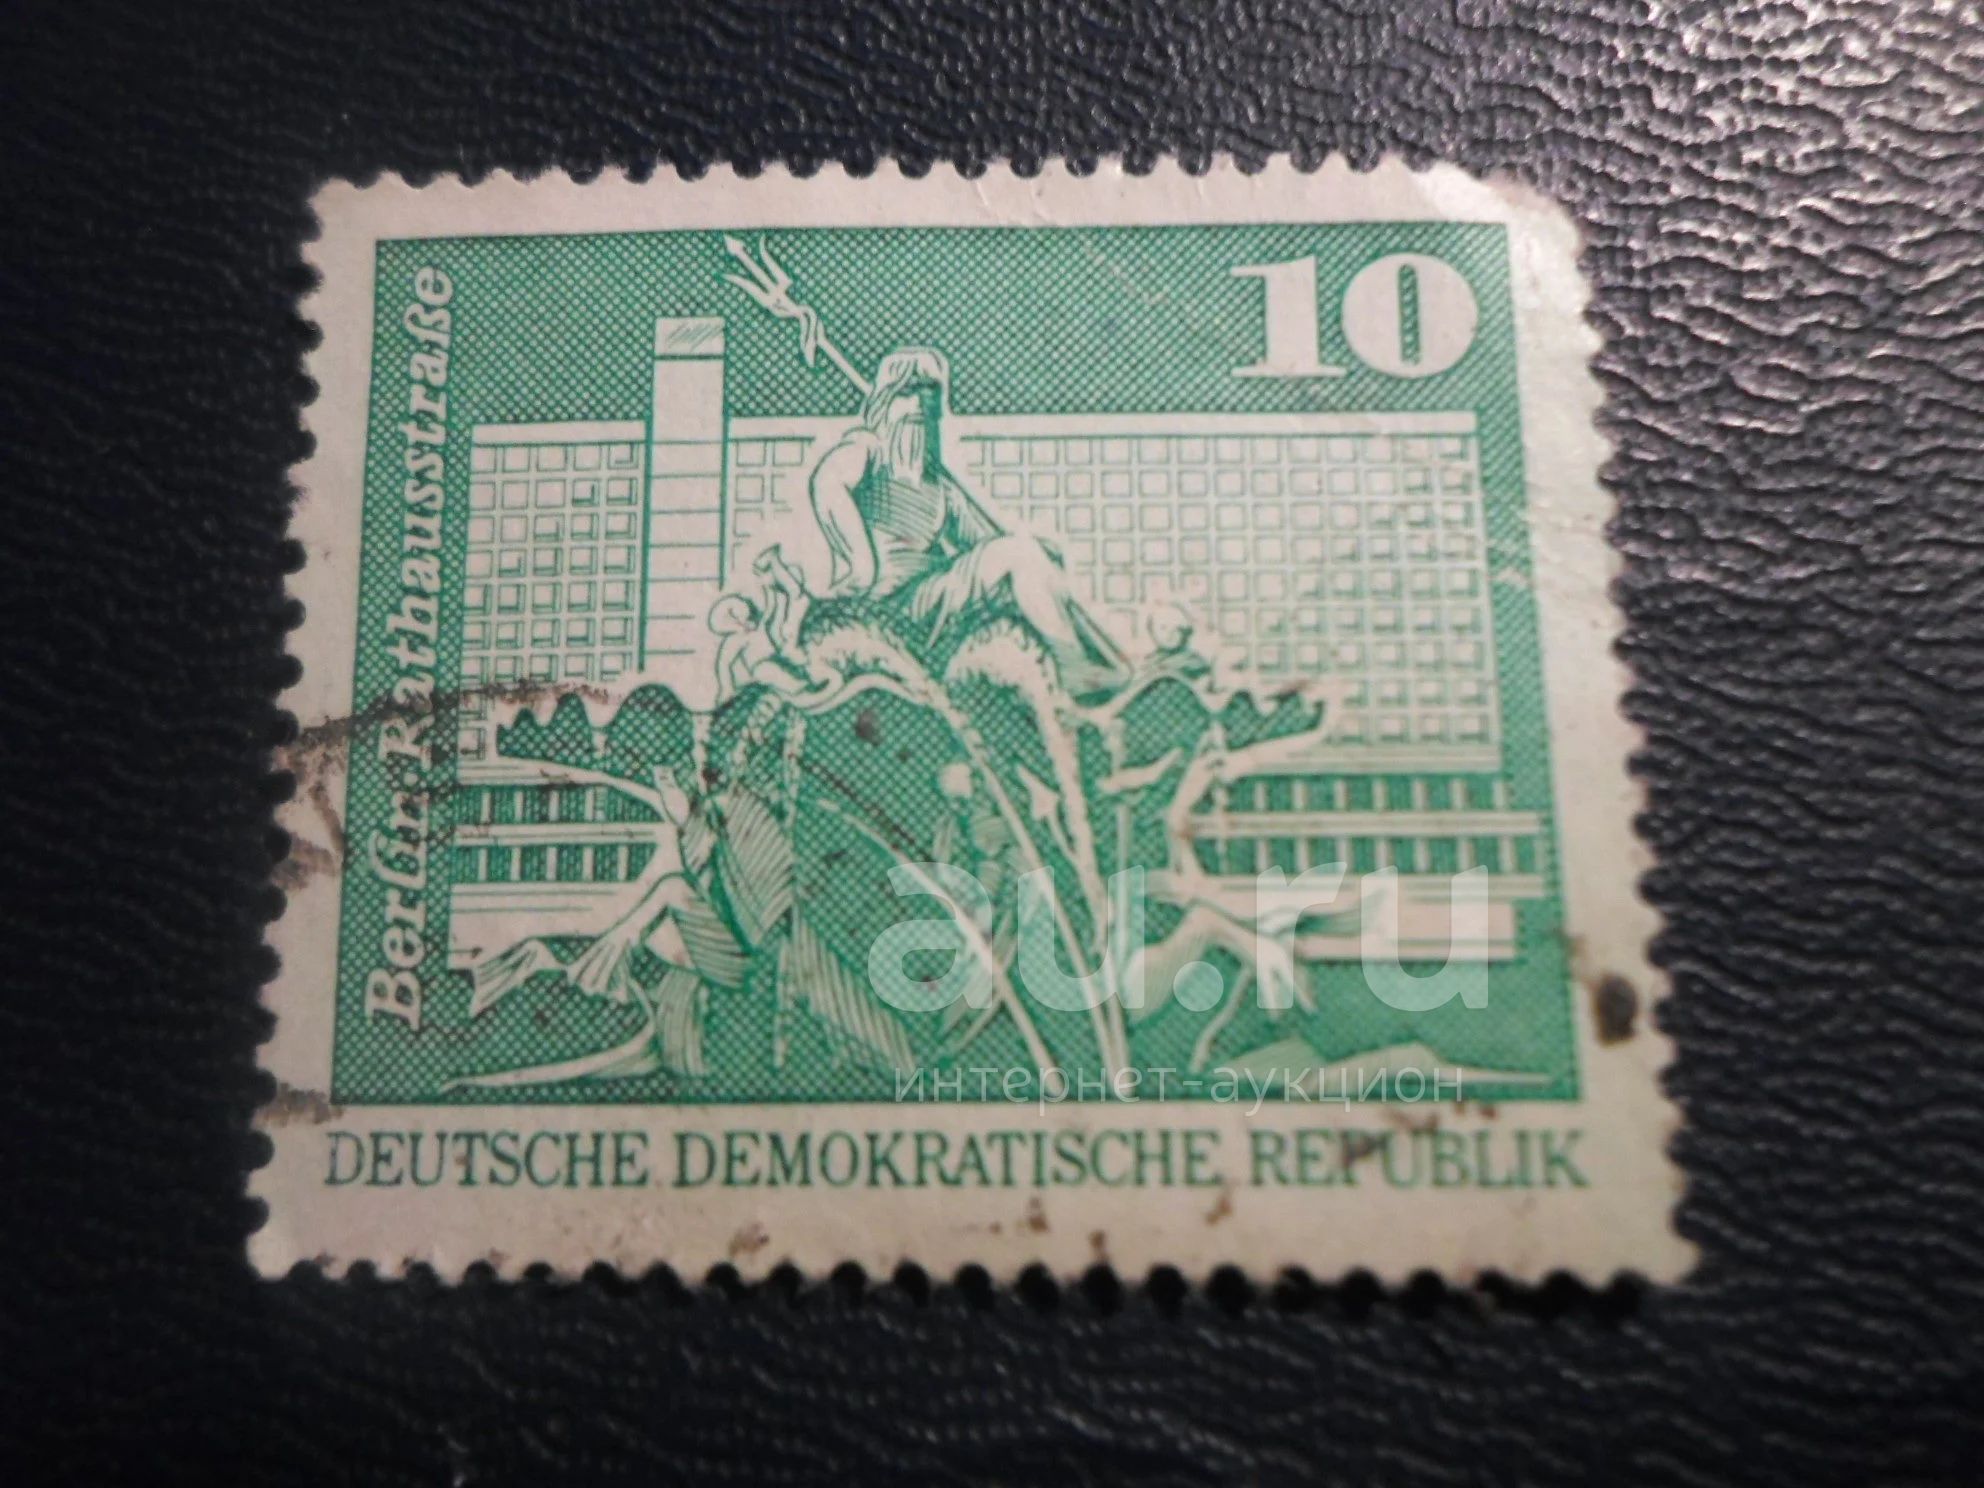 10
Berlin, Rathausstraße
DEUTSCHE DEMOKRATISCHE REPUBLIK
au.ru
интернет-аукцион